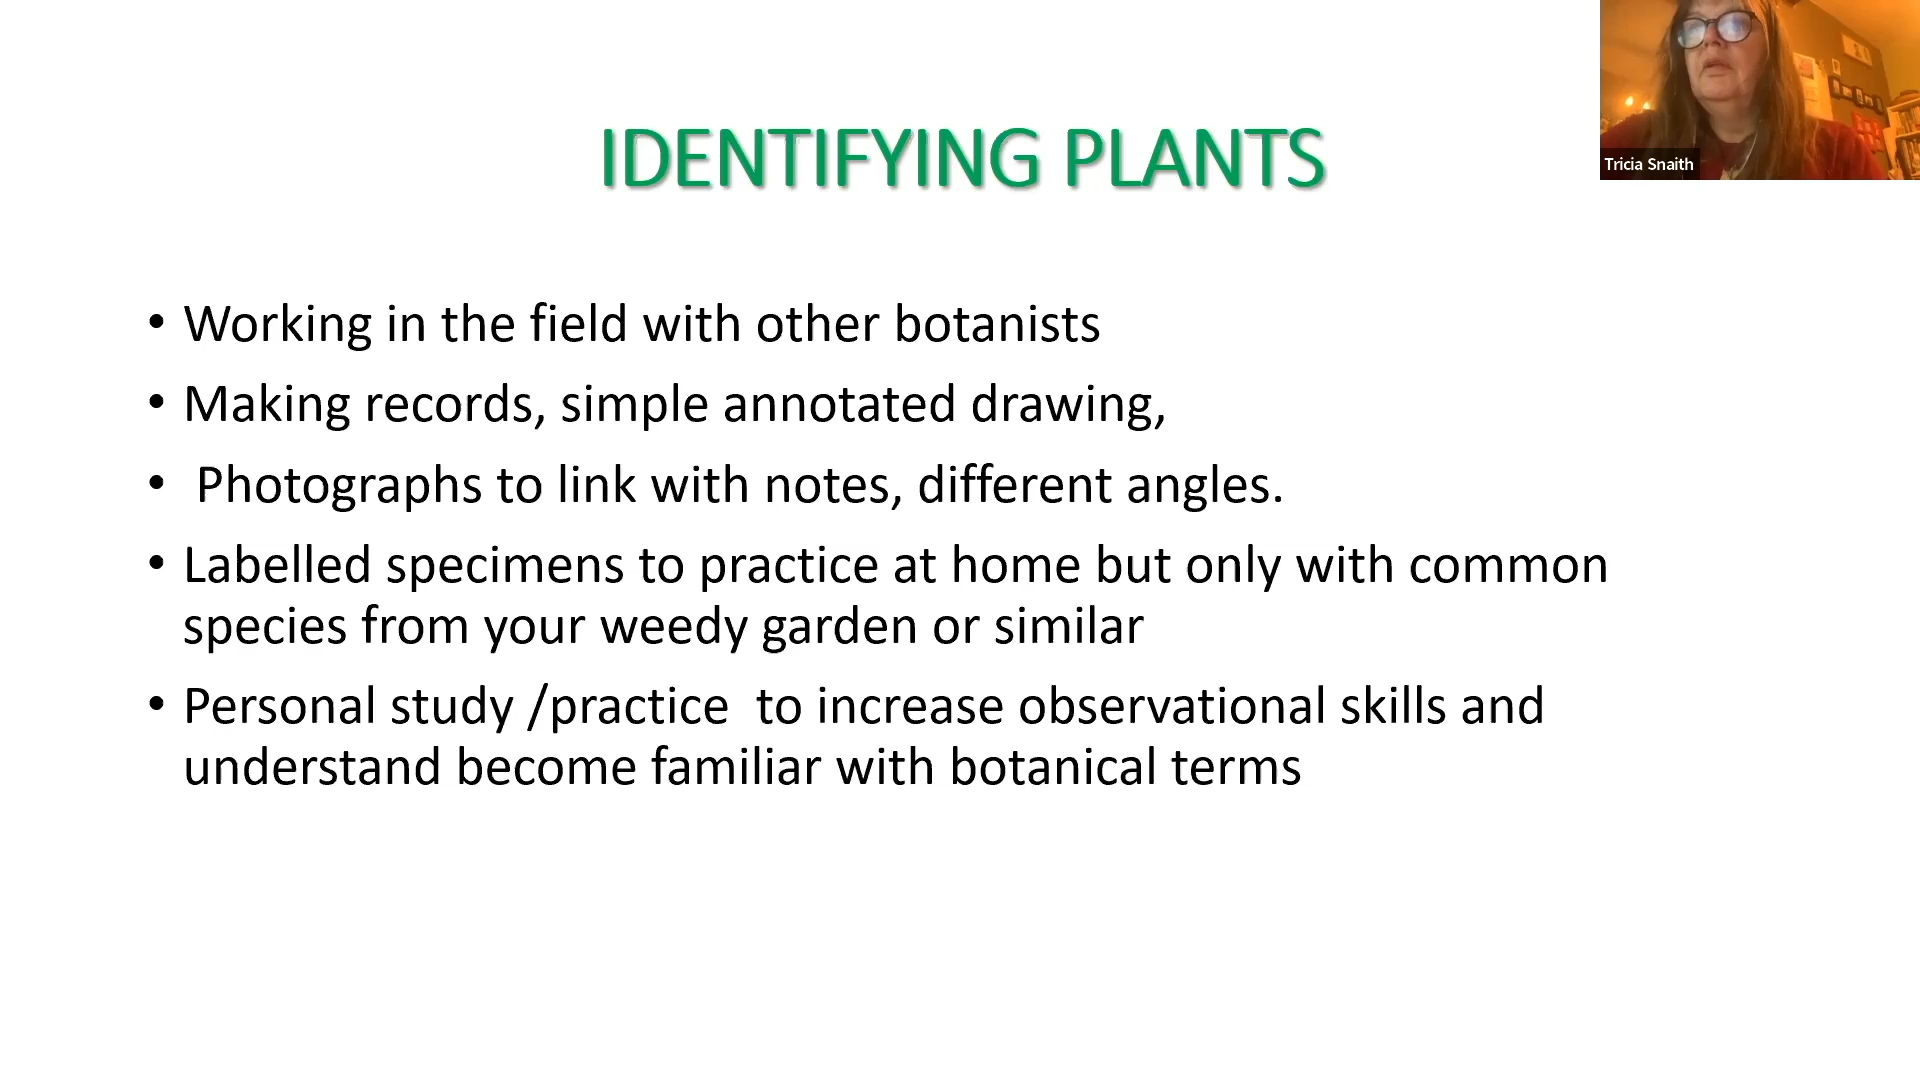 IDENTIFYING PLANTS
Tricia Snaith
• Working in the field with other botanists
• Making records, simple annotated drawing,
• Photographs to link with notes, different angles.
• Labelled specimens to practice at home but only with common
species from your weedy garden or similar
• Personal study /practice  to increase observational skills and
understand become familiar with botanical terms